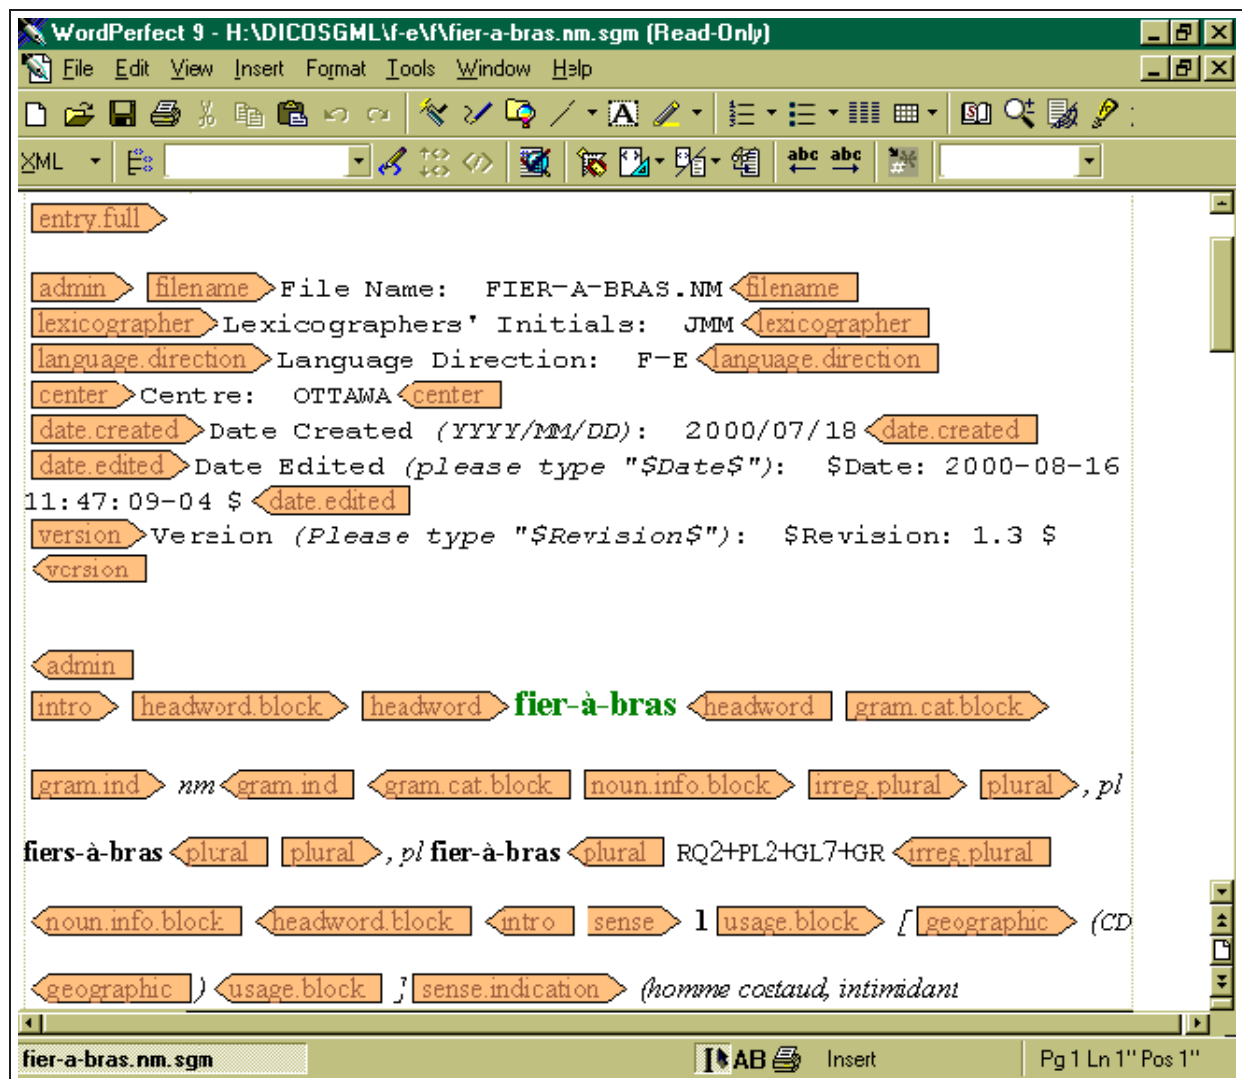 WordPerfect 9 - H:\DICOSGML\f-e\f\fier-a-bras.nm.sgm (Read-Only)
File Edit View Insert Format Tools Window Help
XML abc abc
entry.full
admin filename File Name: FIER-A-BRAS.NM filename
lexicographer Lexicographers' Initials: JMM lexicographer
language.direction Language Direction: F-E language.direction
center Centre: OTTAWA center
date.created Date Created (YYYY/MM/DD): 2000/07/18 date.created
date.edited Date Edited (please type "$Date$"): $Date: 2000-08-16
11:47:09-04 $ date.edited
version Version (Please type "$Revision$"): $Revision: 1.3 $
version
admin
intro headword.block headword fier-à-bras headword gram.cat.block
gram.ind nm gram.ind gram.cat.block noun.info.block irreg.plural plural , pl
fiers-à-bras plural plural , pl fier-à-bras plural RQ2+PL2+GL7+GR irreg.plural
noun.info.block headword.block intro sense 1 usage.block [ geographic (CD
geographic ) usage.block ] sense.indication (homme costaud, intimidant
fier-a-bras.nm.sgm AB Insert Pg 1 Ln 1" Pos 1"